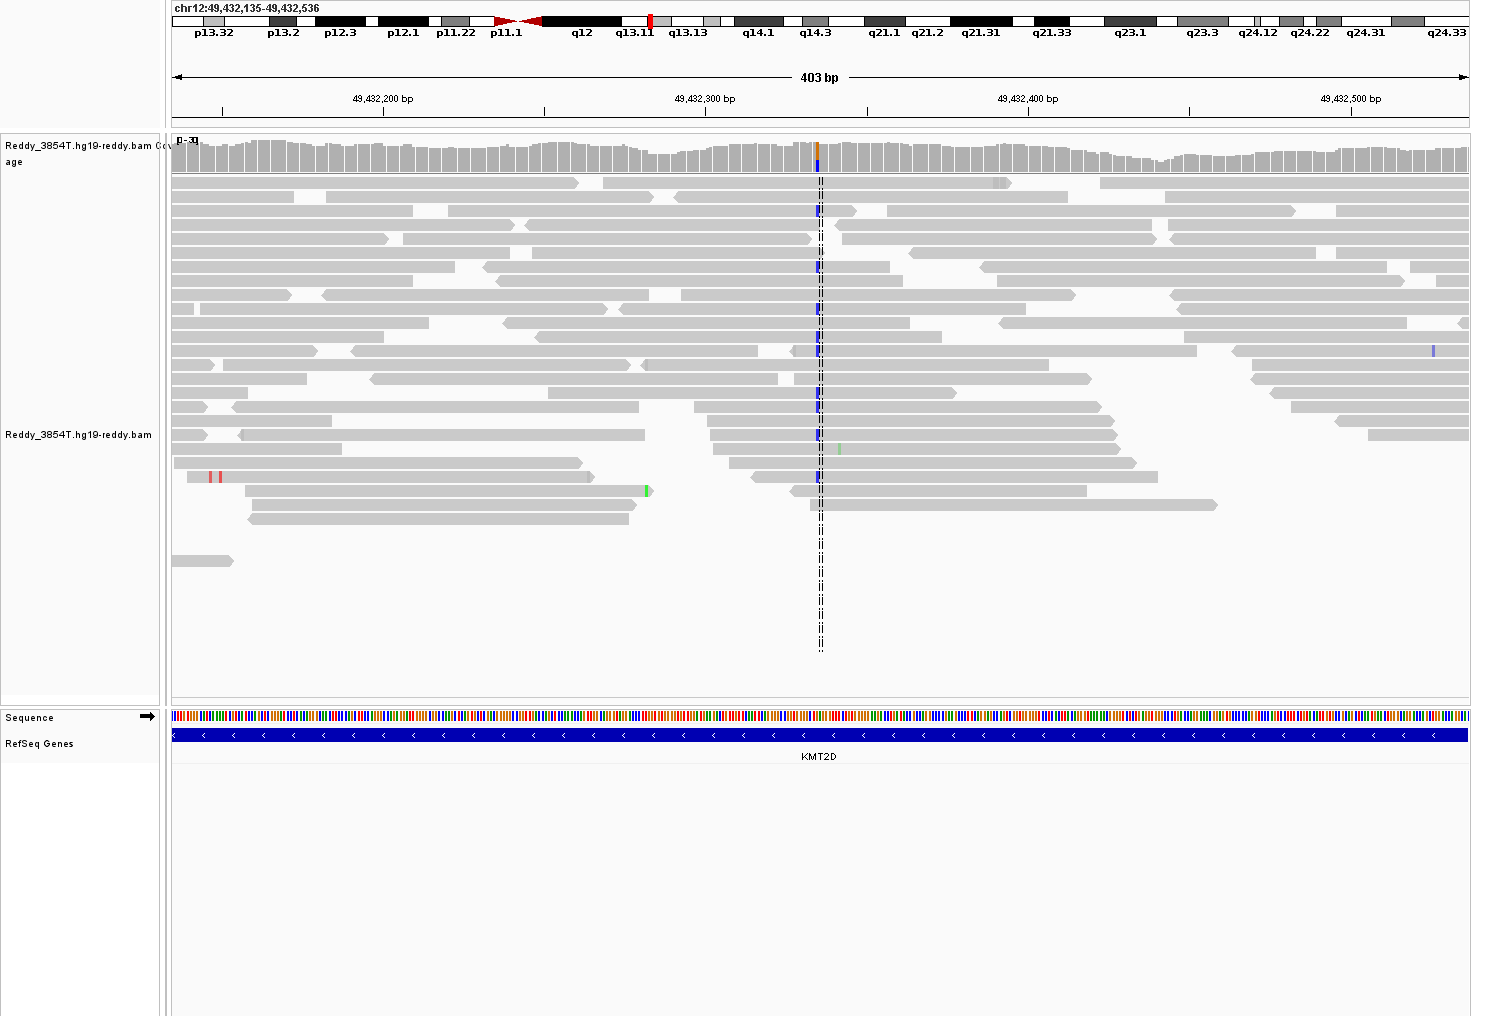 chr12:49,432,135-49,432,536
p13.32 p13.2 p12.3 p12.1 p11.22 p11.1 q12 q13.11 q13.13 q14.1 q14.3 q21.1 q21.2 q21.31 q21.33 q23.1 q23.3 q24.12 q24.22 q24.31 q24.33
403 bp
49,432,200 bp 49,432,300 bp 49,432,400 bp 49,432,500 bp
Reddy_3854T.hg19-reddy.bam Cov
age
Reddy_3854T.hg19-reddy.bam
Sequence
RefSeq Genes
KMT2D